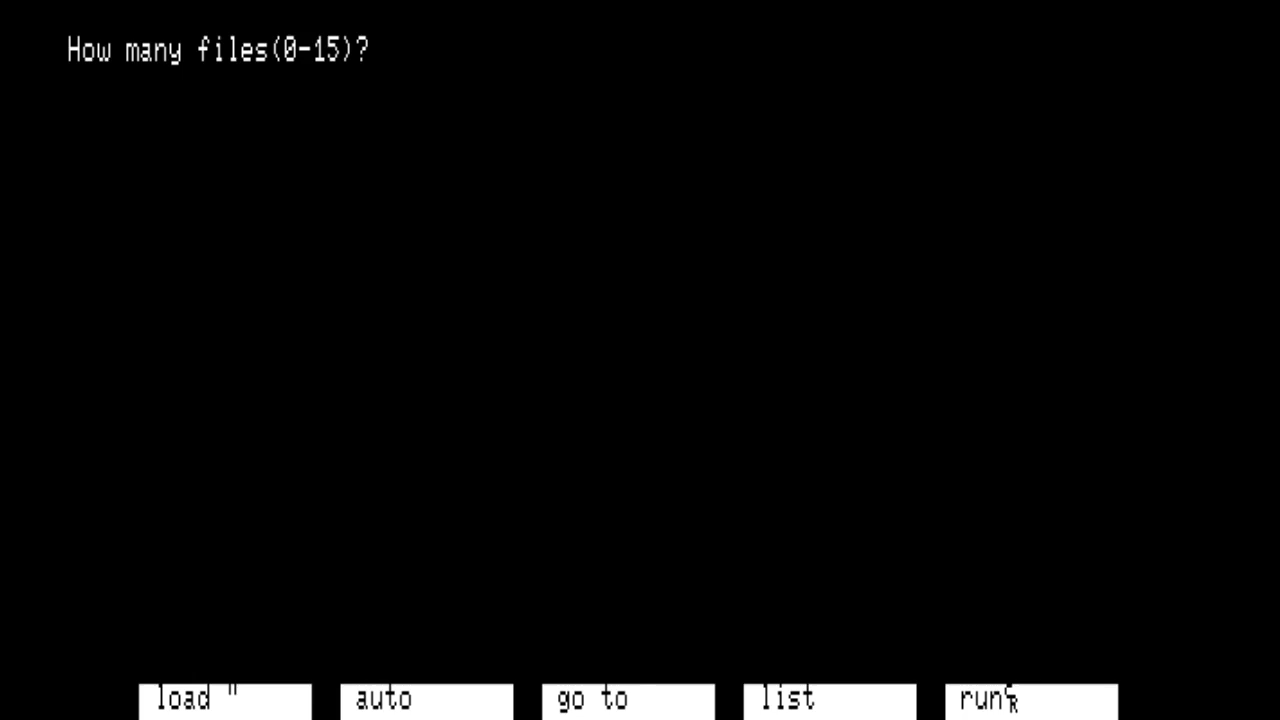 How many files(0-15)?
load " auto go to list run␍